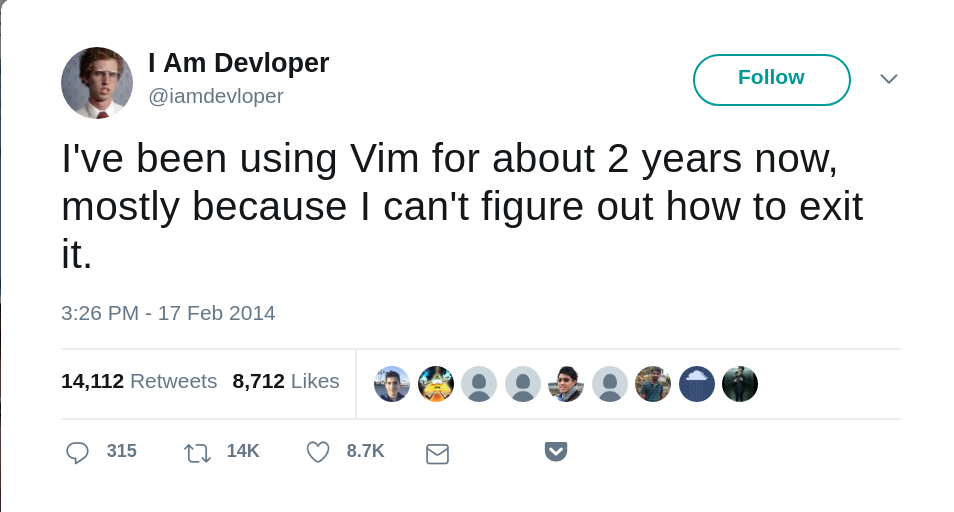 I Am Devloper
@iamdevloper
Follow
I've been using Vim for about 2 years now,
mostly because I can't figure out how to exit
it.
3:26 PM - 17 Feb 2014
14,112 Retweets 8,712 Likes
315 14K 8.7K